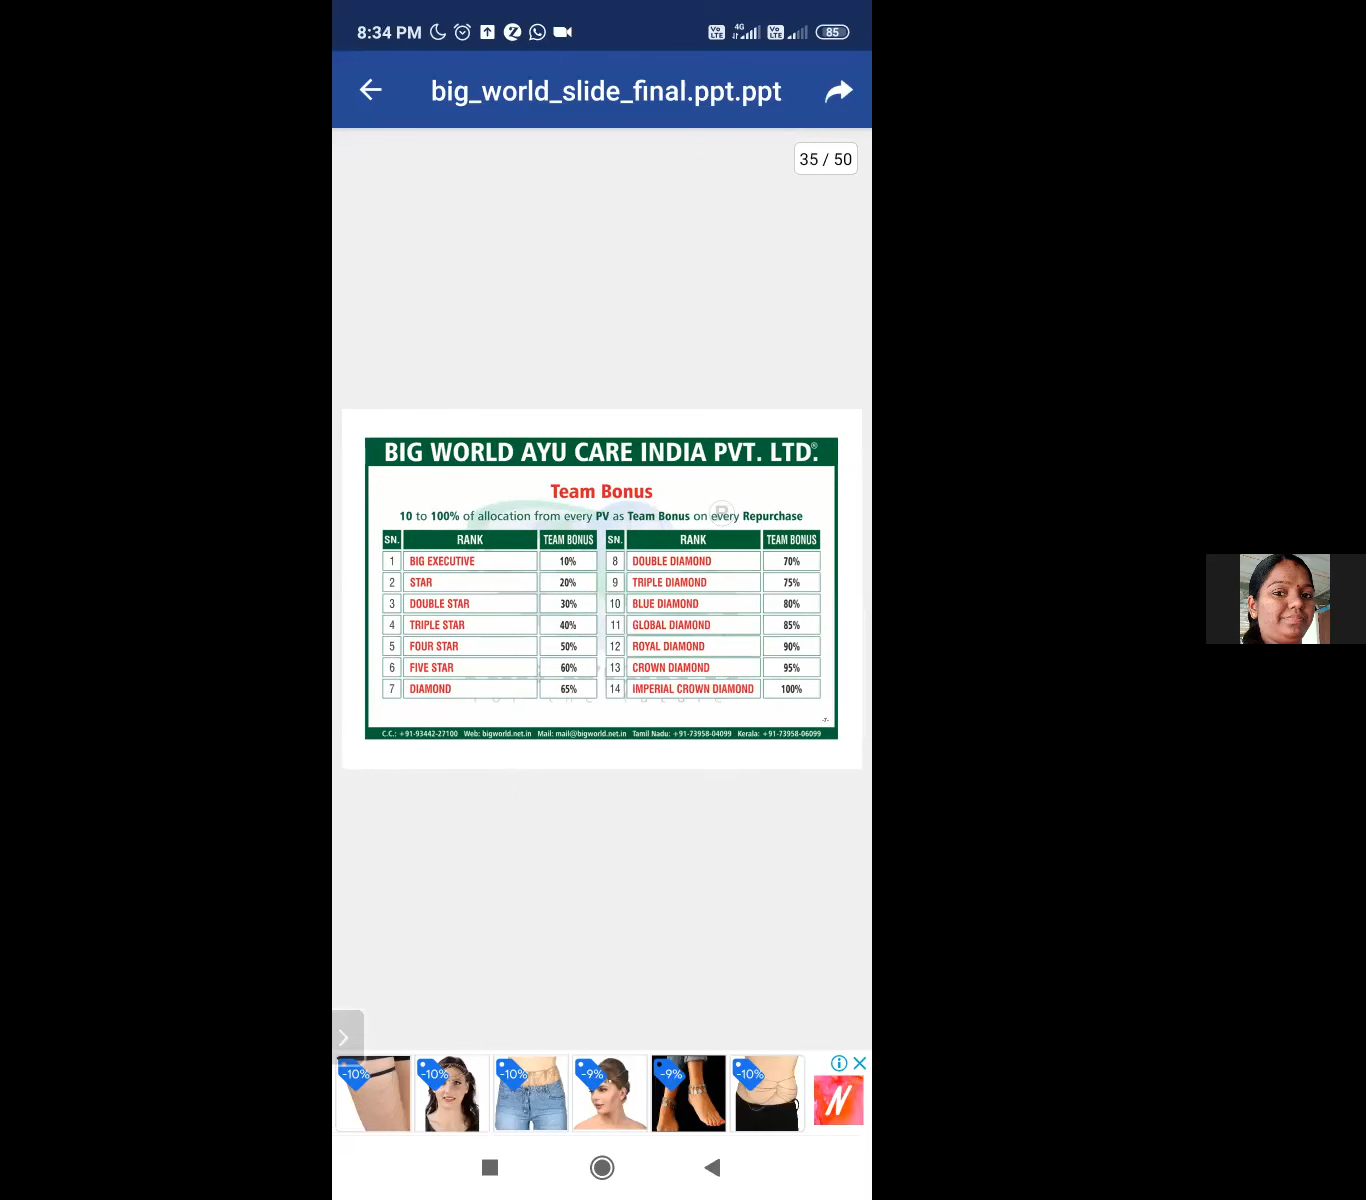 8:34 PM
85
big_world_slide_final.ppt.ppt
35 / 50
BIG WORLD AYU CARE INDIA PVT. LTD.®
Team Bonus
10 to 100% of allocation from every PV as Team Bonus on every Repurchase
SN. RANK TEAM BONUS SN. RANK TEAM BONUS
1 BIG EXECUTIVE 10% 8 DOUBLE DIAMOND 70%
2 STAR 20% 9 TRIPLE DIAMOND 75%
3 DOUBLE STAR 30% 10 BLUE DIAMOND 80%
4 TRIPLE STAR 40% 11 GLOBAL DIAMOND 85%
5 FOUR STAR 50% 12 ROYAL DIAMOND 90%
6 FIVE STAR 60% 13 CROWN DIAMOND 95%
7 DIAMOND 65% 14 IMPERIAL CROWN DIAMOND 100%
-7-
C.C.: +91-93442-27100 Web: bigworld.net.in Mail: mail@bigworld.net.in Tamil Nadu: +91-73958-04099 Kerala: +91-73958-06099
-10% -10% -10% -9% -9% -10%
N